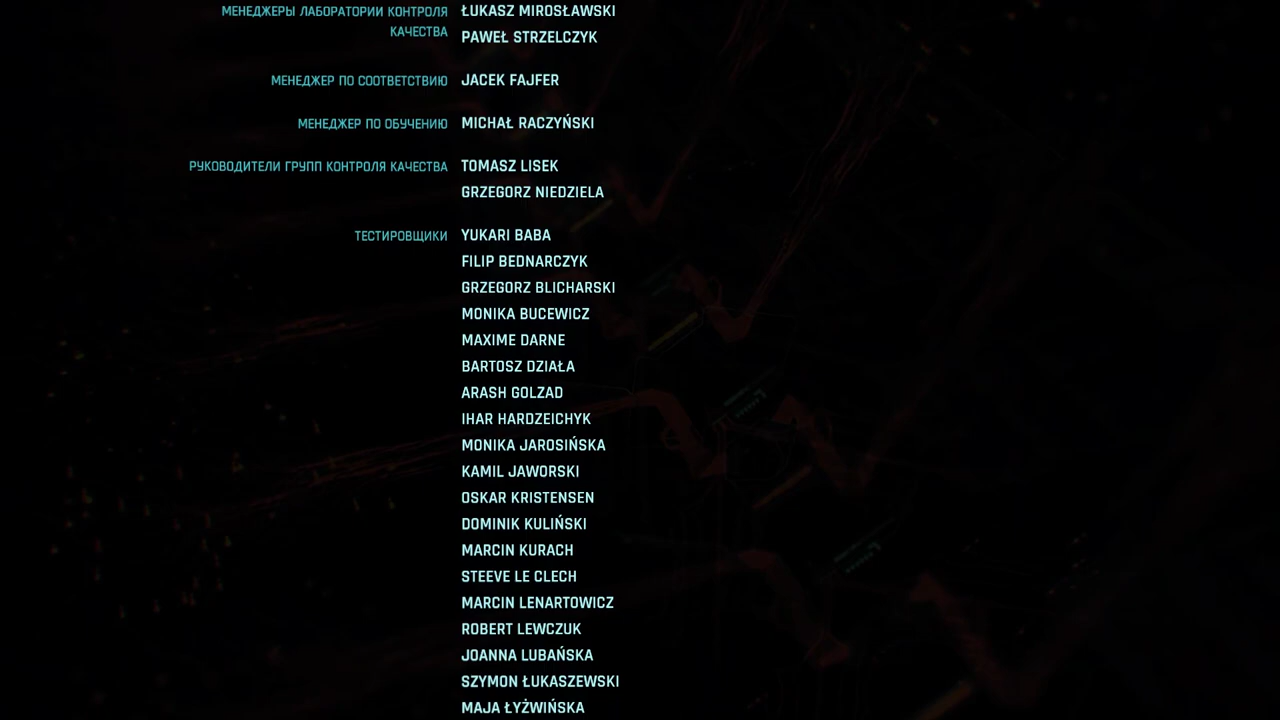 МЕНЕДЖЕРЫ ЛАБОРАТОРИИ КОНТРОЛЯ КАЧЕСТВА
ŁUKASZ MIROSŁAWSKI
PAWEŁ STRZELCZYK
МЕНЕДЖЕР ПО СООТВЕТСТВИЮ JACEK FAJFER
МЕНЕДЖЕР ПО ОБУЧЕНИЮ MICHAŁ RACZYŃSKI
РУКОВОДИТЕЛИ ГРУПП КОНТРОЛЯ КАЧЕСТВА TOMASZ LISEK
GRZEGORZ NIEDZIELA
ТЕСТИРОВЩИКИ YUKARI BABA
FILIP BEDNARCZYK
GRZEGORZ BLICHARSKI
MONIKA BUCEWICZ
MAXIME DARNE
BARTOSZ DZIAŁA
ARASH GOLZAD
IHAR HARDZEICHYK
MONIKA JAROSIŃSKA
KAMIL JAWORSKI
OSKAR KRISTENSEN
DOMINIK KULIŃSKI
MARCIN KURACH
STEEVE LE CLECH
MARCIN LENARTOWICZ
ROBERT LEWCZUK
JOANNA LUBAŃSKA
SZYMON ŁUKASZEWSKI
MAJA ŁYŻWIŃSKA